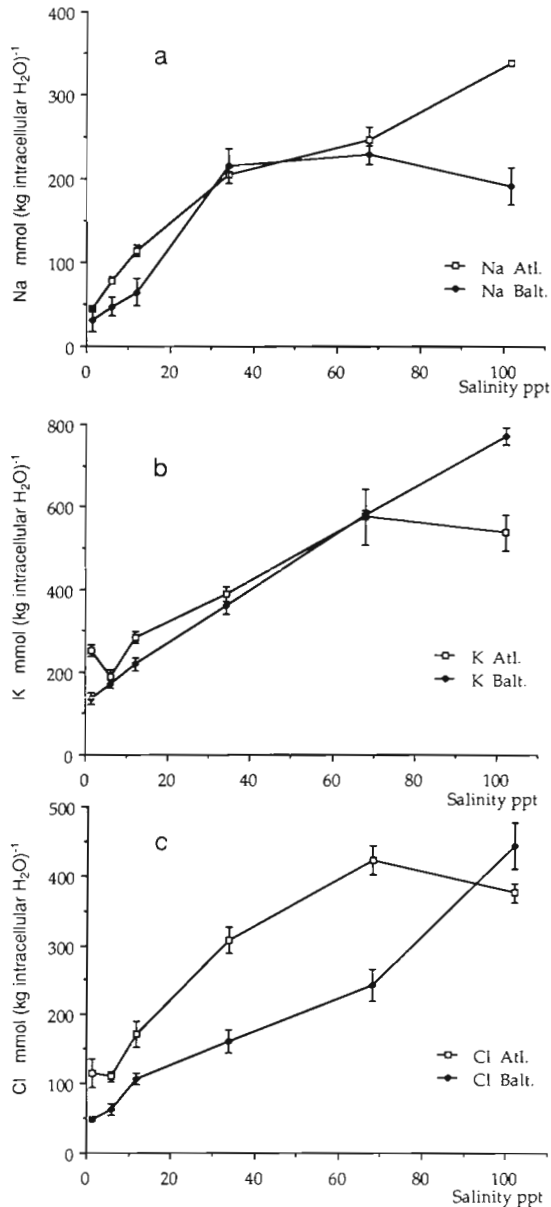 a
Na mmol (kg intracellular H₂O)⁻¹
400
300
200
100
0
Na Atl.
Na Balt.
0 20 40 60 80 100
Salinity ppt
b
K mmol (kg intracellular H₂O)⁻¹
800
600
400
200
0
K Atl.
K Balt.
0 20 40 60 80 100
Salinity ppt
c
Cl mmol (kg intracellular H₂O)⁻¹
500
400
300
200
100
0
Cl Atl.
Cl Balt.
0 20 40 60 80 100
Salinity ppt